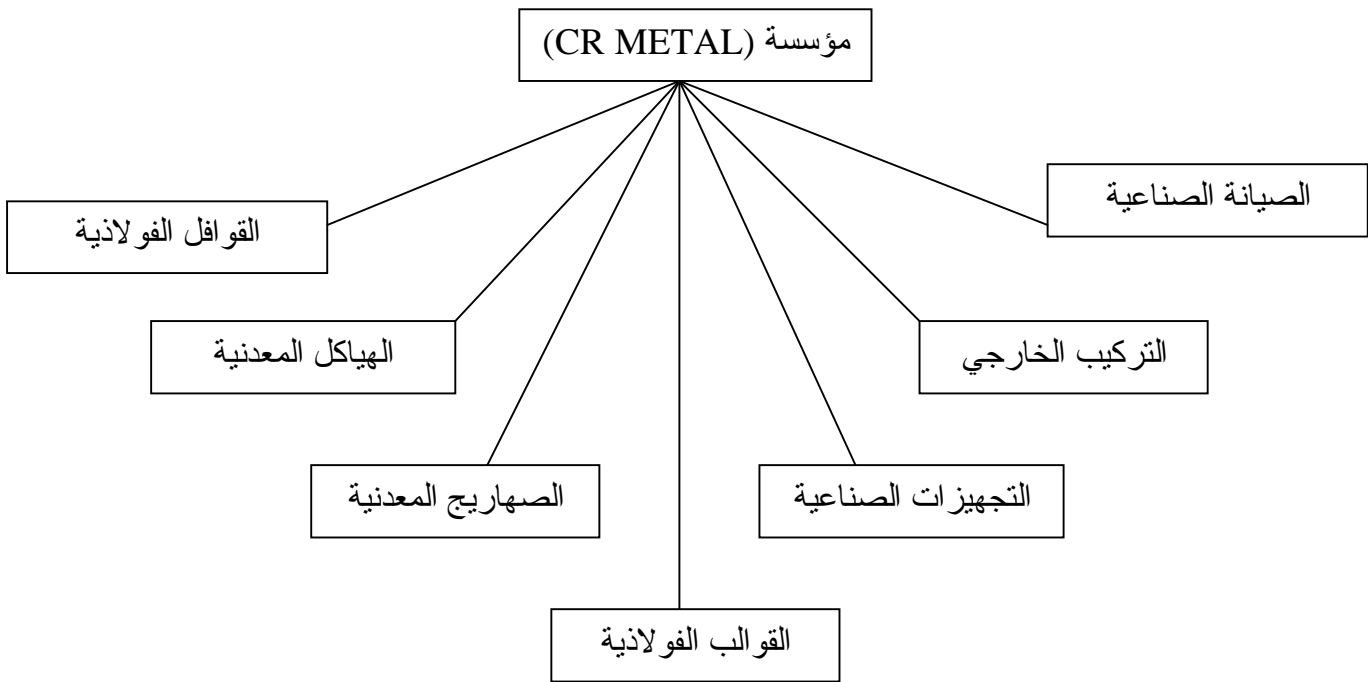 مؤسسة (CR METAL)
الصيانة الصناعية
القوافل الفولاذية
التركيب الخارجي
الهياكل المعدنية
التجهيزات الصناعية
الصهاريج المعدنية
القوالب الفولاذية